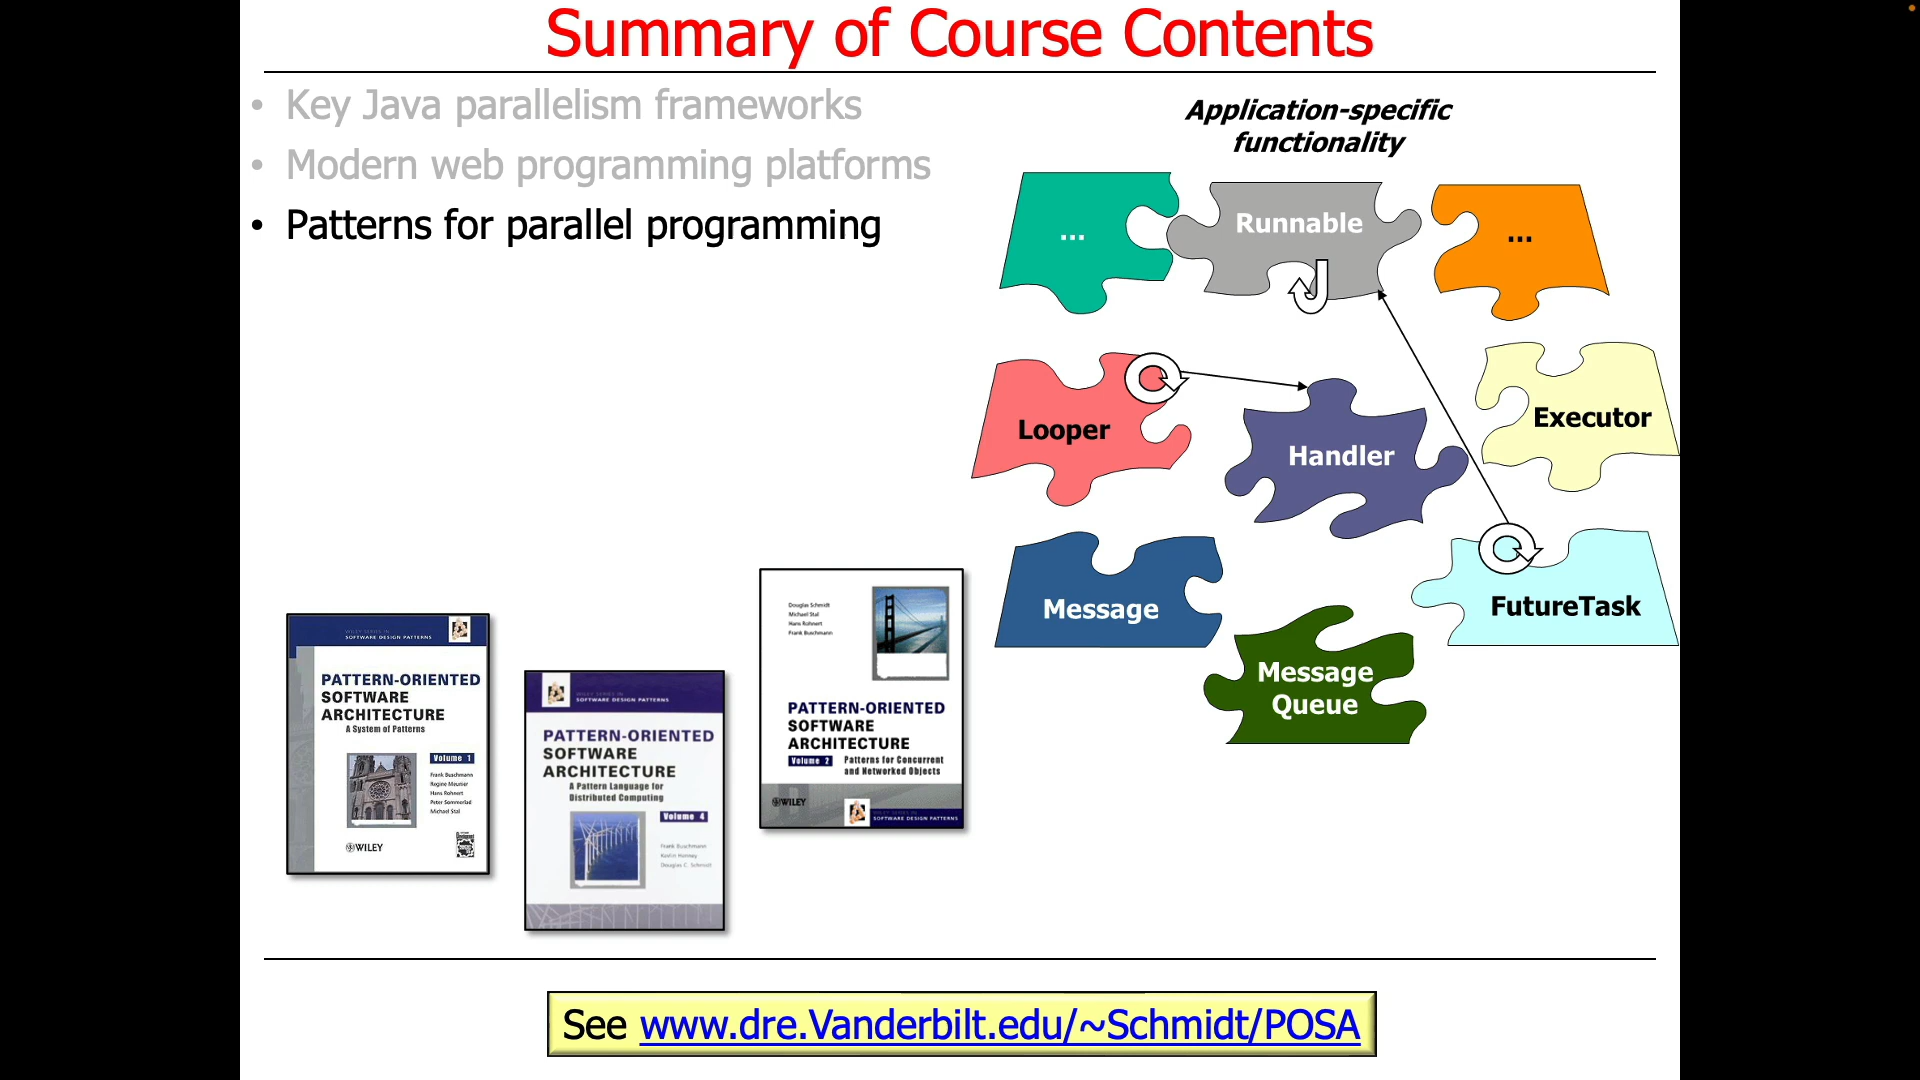 Summary of Course Contents
• Key Java parallelism frameworks
• Modern web programming platforms
• Patterns for parallel programming
Application-specific
functionality
...
Runnable
...
Looper
Handler
Executor
Message
FutureTask
Message
Queue
WILEY SERIES IN
SOFTWARE DESIGN PATTERNS
PATTERN-ORIENTED
SOFTWARE
ARCHITECTURE
A System of Patterns
Volume 1
Frank Buschmann
Regine Meunier
Hans Rohnert
Peter Sommerlad
Michael Stal
WILEY
WILEY SERIES IN
SOFTWARE DESIGN PATTERNS
PATTERN-ORIENTED
SOFTWARE
ARCHITECTURE
A Pattern Language for
Distributed Computing
Volume 4
Frank Buschmann
Kevlin Henney
Douglas C. Schmidt
Douglas Schmidt
Michael Stal
Hans Rohnert
Frank Buschmann
PATTERN-ORIENTED
SOFTWARE
ARCHITECTURE
Volume 2 Patterns for Concurrent
and Networked Objects
WILEY
WILEY SERIES IN
SOFTWARE DESIGN PATTERNS
See www.dre.Vanderbilt.edu/~Schmidt/POSA